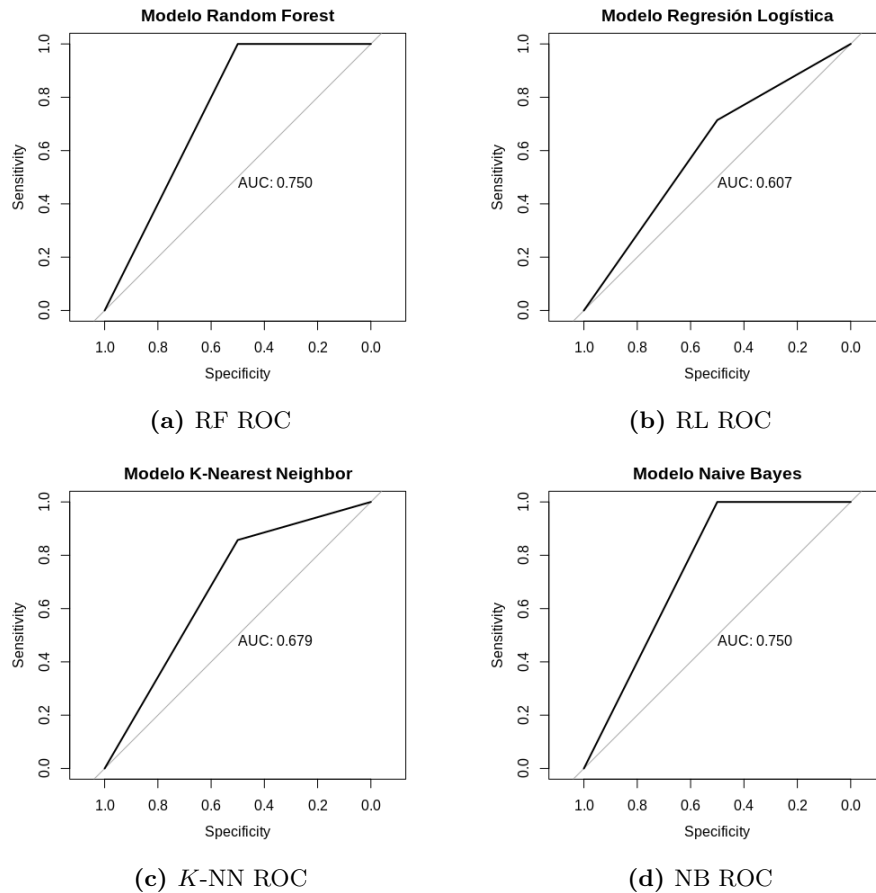 Modelo Random Forest
Sensitivity
1.0
0.8
0.6
0.4
0.2
0.0
AUC: 0.750
1.0 0.8 0.6 0.4 0.2 0.0
Specificity
(a) RF ROC
Modelo Regresión Logística
Sensitivity
1.0
0.8
0.6
0.4
0.2
0.0
AUC: 0.607
1.0 0.8 0.6 0.4 0.2 0.0
Specificity
(b) RL ROC
Modelo K-Nearest Neighbor
Sensitivity
1.0
0.8
0.6
0.4
0.2
0.0
AUC: 0.679
1.0 0.8 0.6 0.4 0.2 0.0
Specificity
(c) K-NN ROC
Modelo Naive Bayes
Sensitivity
1.0
0.8
0.6
0.4
0.2
0.0
AUC: 0.750
1.0 0.8 0.6 0.4 0.2 0.0
Specificity
(d) NB ROC